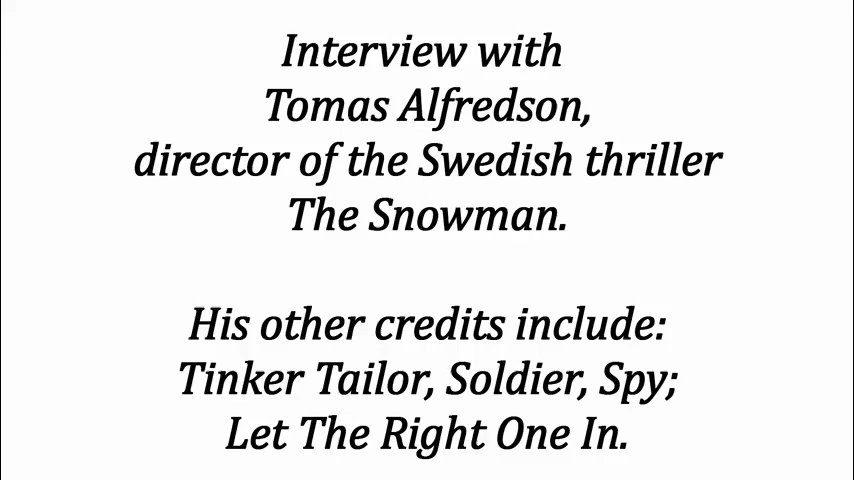 Interview with
Tomas Alfredson,
director of the Swedish thriller
The Snowman.
His other credits include:
Tinker Tailor, Soldier, Spy;
Let The Right One In.